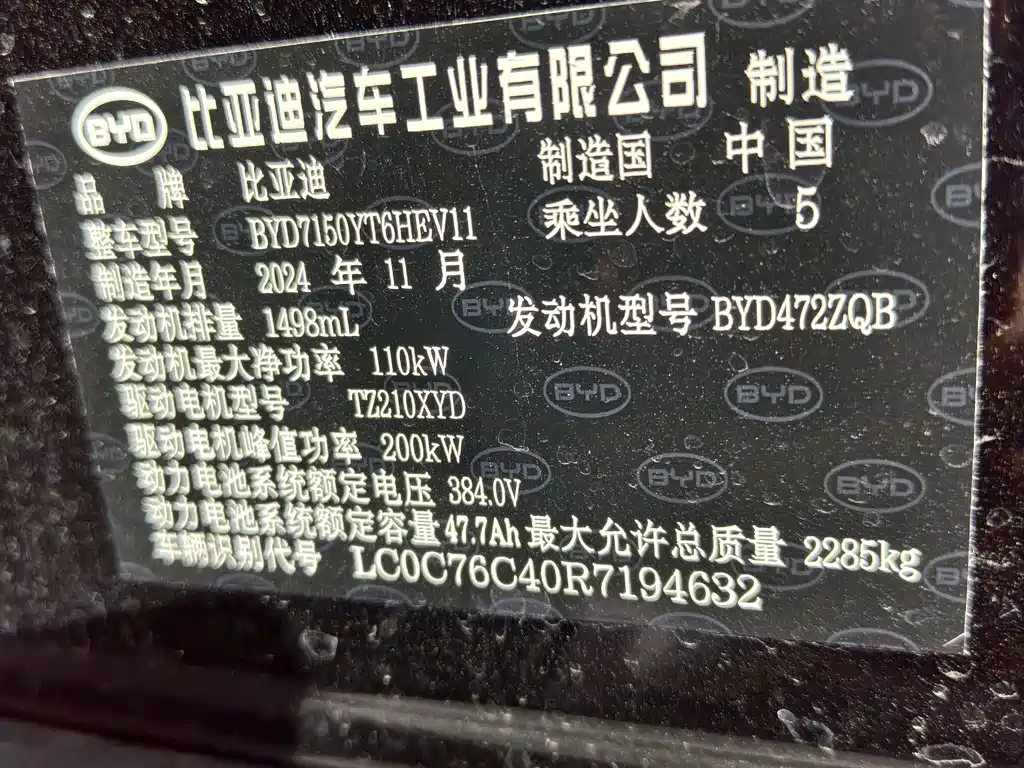 BYD 比亚迪汽车工业有限公司 制造
品 牌 比亚迪 制造国 中国
整车型号 BYD7150YT6HEV11 乘坐人数 5
制造年月 2024 年 11 月
发动机排量 1498mL 发动机型号 BYD472ZQB
发动机最大净功率 110kW
驱动电机型号 TZ210XYD
驱动电机峰值功率 200kW
动力电池系统额定电压 384.0V
动力电池系统额定容量 47.7Ah 最大允许总质量 2285kg
车辆识别代号 LC0C76C40R7194632